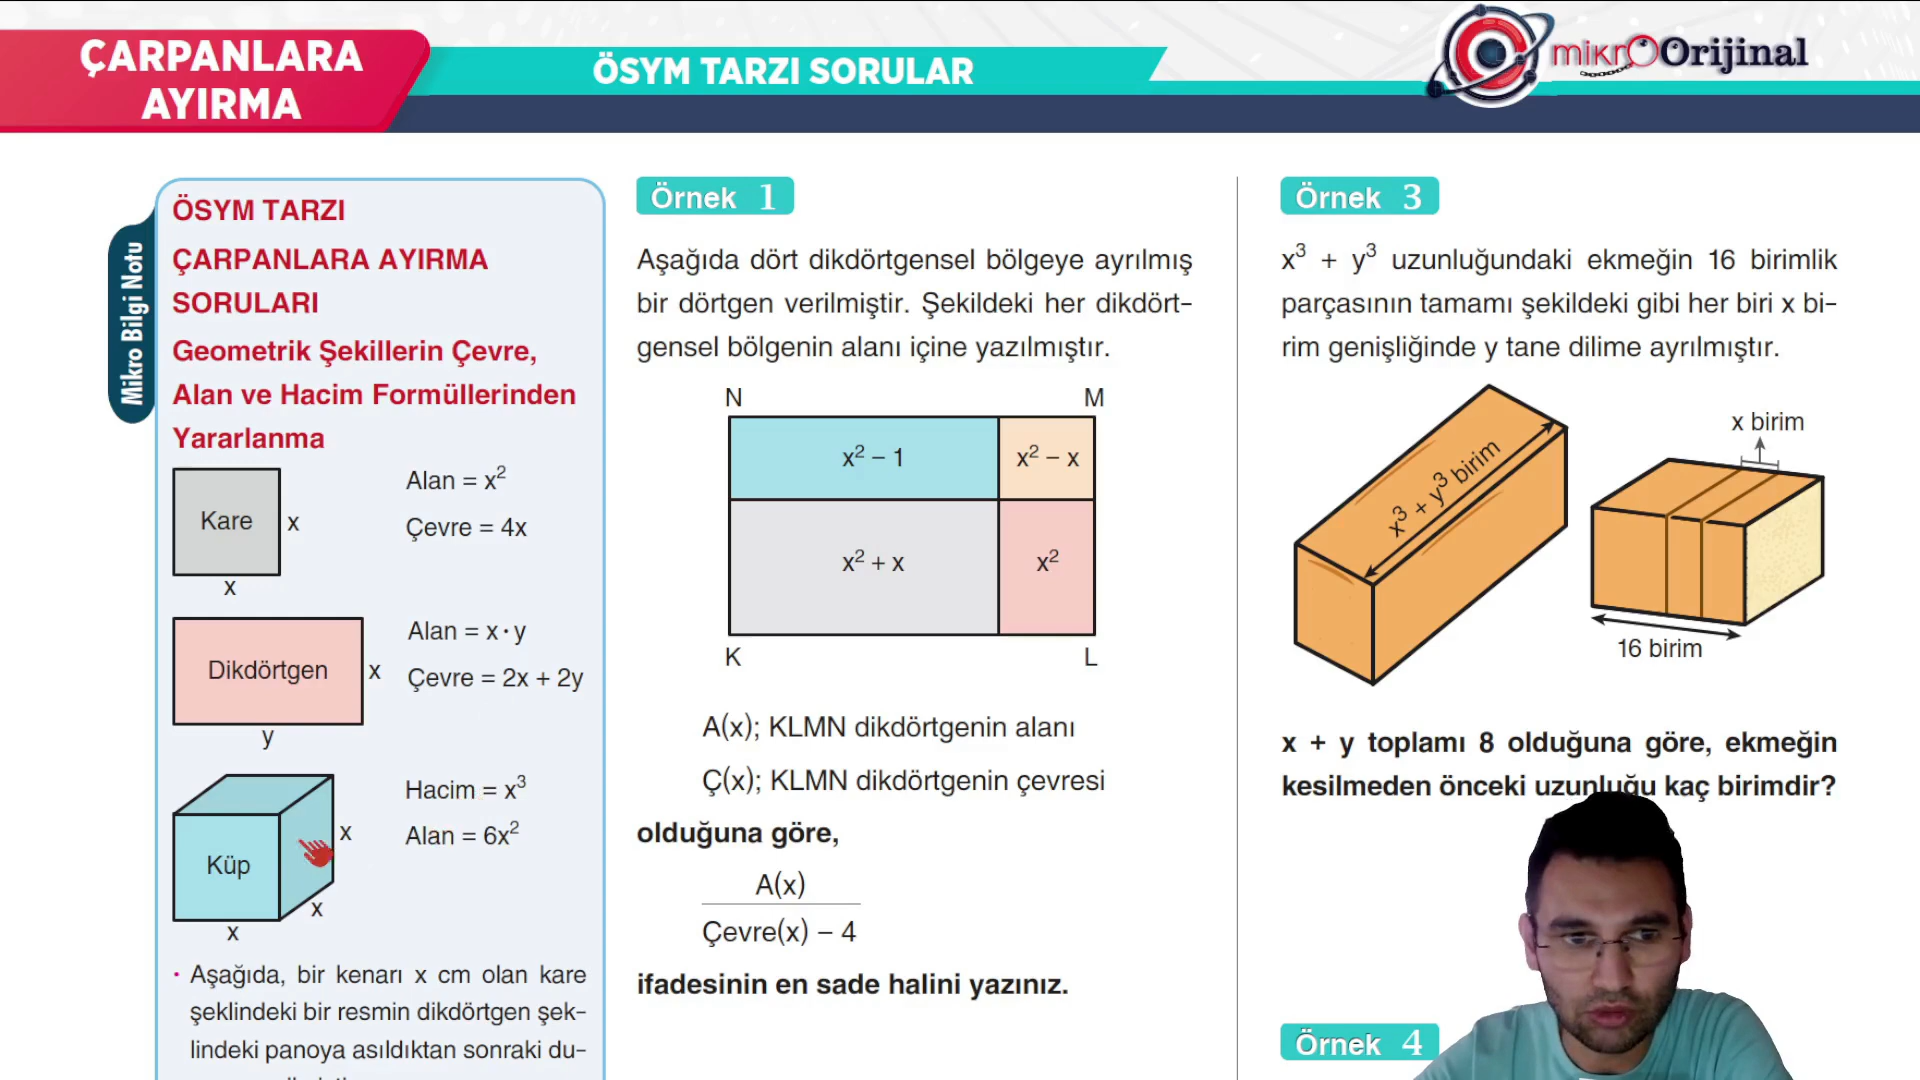 ÇARPANLARA
AYIRMA
ÖSYM TARZI SORULAR
mikro Orijinal
Mikro Bilgi Notu
ÖSYM TARZI
ÇARPANLARA AYIRMA
SORULARI
Geometrik Şekillerin Çevre,
Alan ve Hacim Formüllerinden
Yararlanma
Kare
x
x
Alan = x²
Çevre = 4x
Dikdörtgen
x
y
Alan = x · y
Çevre = 2x + 2y
Küp
x
x
x
Hacim = x³
Alan = 6x²
• Aşağıda, bir kenarı x cm olan kare
şeklindeki bir resmin dikdörtgen şek-
lindeki panoya asıldıktan sonraki du-
Örnek 1
Aşağıda dört dikdörtgensel bölgeye ayrılmış
bir dörtgen verilmiştir. Şekildeki her dikdört-
gensel bölgenin alanı içine yazılmıştır.
N M
x² – 1 x² – x
x² + x x²
K L
A(x); KLMN dikdörtgenin alanı
Ç(x); KLMN dikdörtgenin çevresi
olduğuna göre,
A(x)
Çevre(x) – 4
ifadesinin en sade halini yazınız.
Örnek 3
x³ + y³ uzunluğundaki ekmeğin 16 birimlik
parçasının tamamı şekildeki gibi her biri x bi-
rim genişliğinde y tane dilime ayrılmıştır.
x³ + y³ birim
x birim
16 birim
x + y toplamı 8 olduğuna göre, ekmeğin
kesilmeden önceki uzunluğu kaç birimdir?
Örnek 4